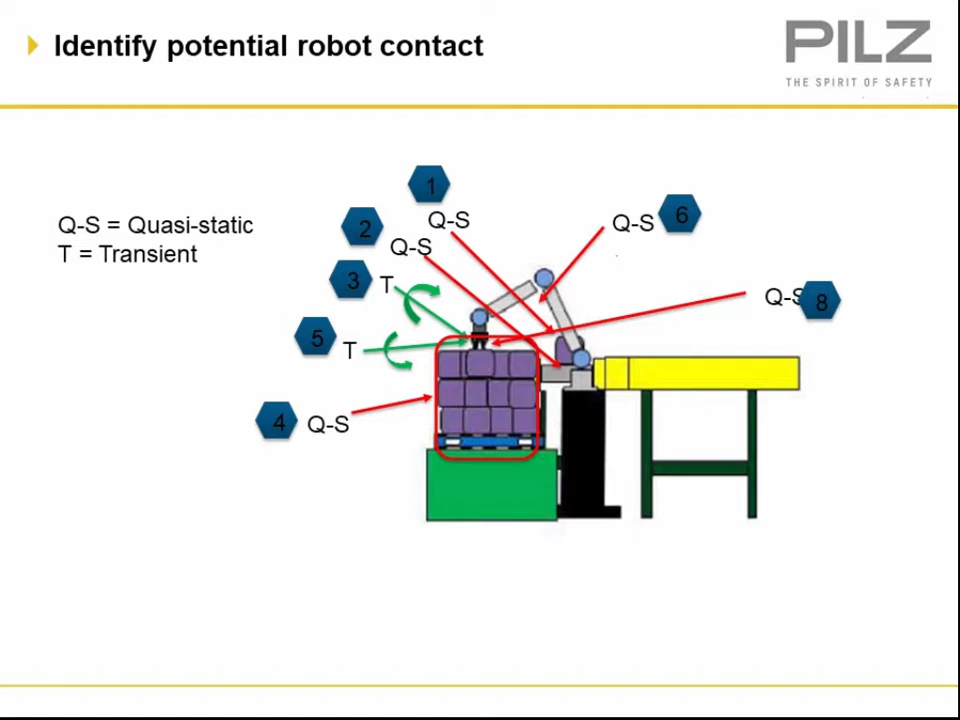 Identify potential robot contact
PILZ
THE SPIRIT OF SAFETY
Q-S = Quasi-static
T = Transient
1
Q-S
2
Q-S
3
T
5
T
4
Q-S
Q-S
6
Q-S
8